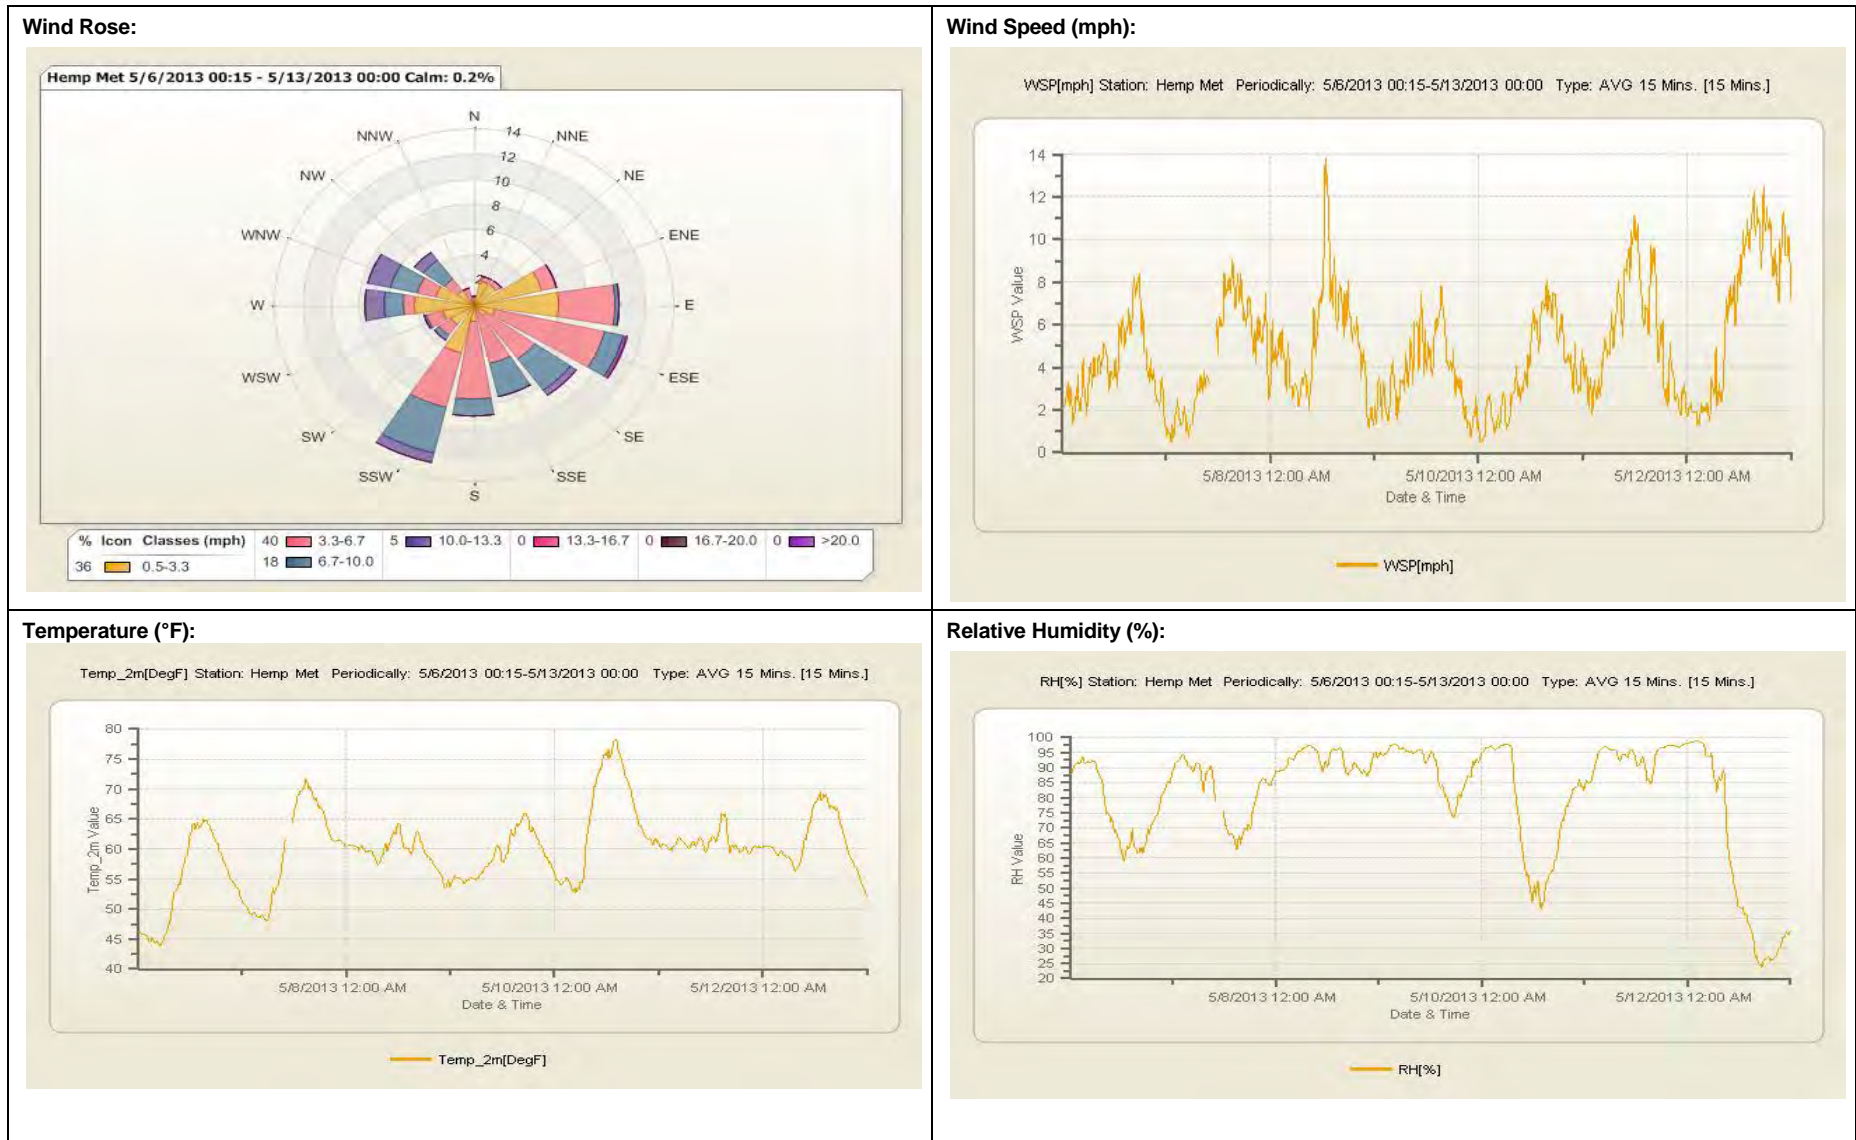 Wind Rose:
Hemp Met 5/6/2013 00:15 - 5/13/2013 00:00 Calm: 0.2%
N
NNW
14
NNE
12
NW
10
NE
8
6
WNW
ENE
4
2
W
E
WSW
ESE
SW
SE
SSW
SSE
S
% Icon Classes (mph)
36 0.5-3.3
40 3.3-6.7
18 6.7-10.0
5 10.0-13.3
0 13.3-16.7
0 16.7-20.0
0 >20.0
Wind Speed (mph):
WSP[mph] Station: Hemp Met Periodically: 5/6/2013 00:15-5/13/2013 00:00 Type: AVG 15 Mins. [15 Mins.]
14
12
10
8
6
4
2
0
WSP Value
5/8/2013 12:00 AM 5/10/2013 12:00 AM 5/12/2013 12:00 AM
Date & Time
WSP[mph]
Temperature (°F):
Temp_2m[DegF] Station: Hemp Met Periodically: 5/6/2013 00:15-5/13/2013 00:00 Type: AVG 15 Mins. [15 Mins.]
80
75
70
65
60
55
50
45
40
Temp_2m Value
5/8/2013 12:00 AM 5/10/2013 12:00 AM 5/12/2013 12:00 AM
Date & Time
Temp_2m[DegF]
Relative Humidity (%):
RH[%] Station: Hemp Met Periodically: 5/6/2013 00:15-5/13/2013 00:00 Type: AVG 15 Mins. [15 Mins.]
100
95
90
85
80
75
70
65
60
55
50
45
40
35
30
25
20
RH Value
5/8/2013 12:00 AM 5/10/2013 12:00 AM 5/12/2013 12:00 AM
Date & Time
RH[%]